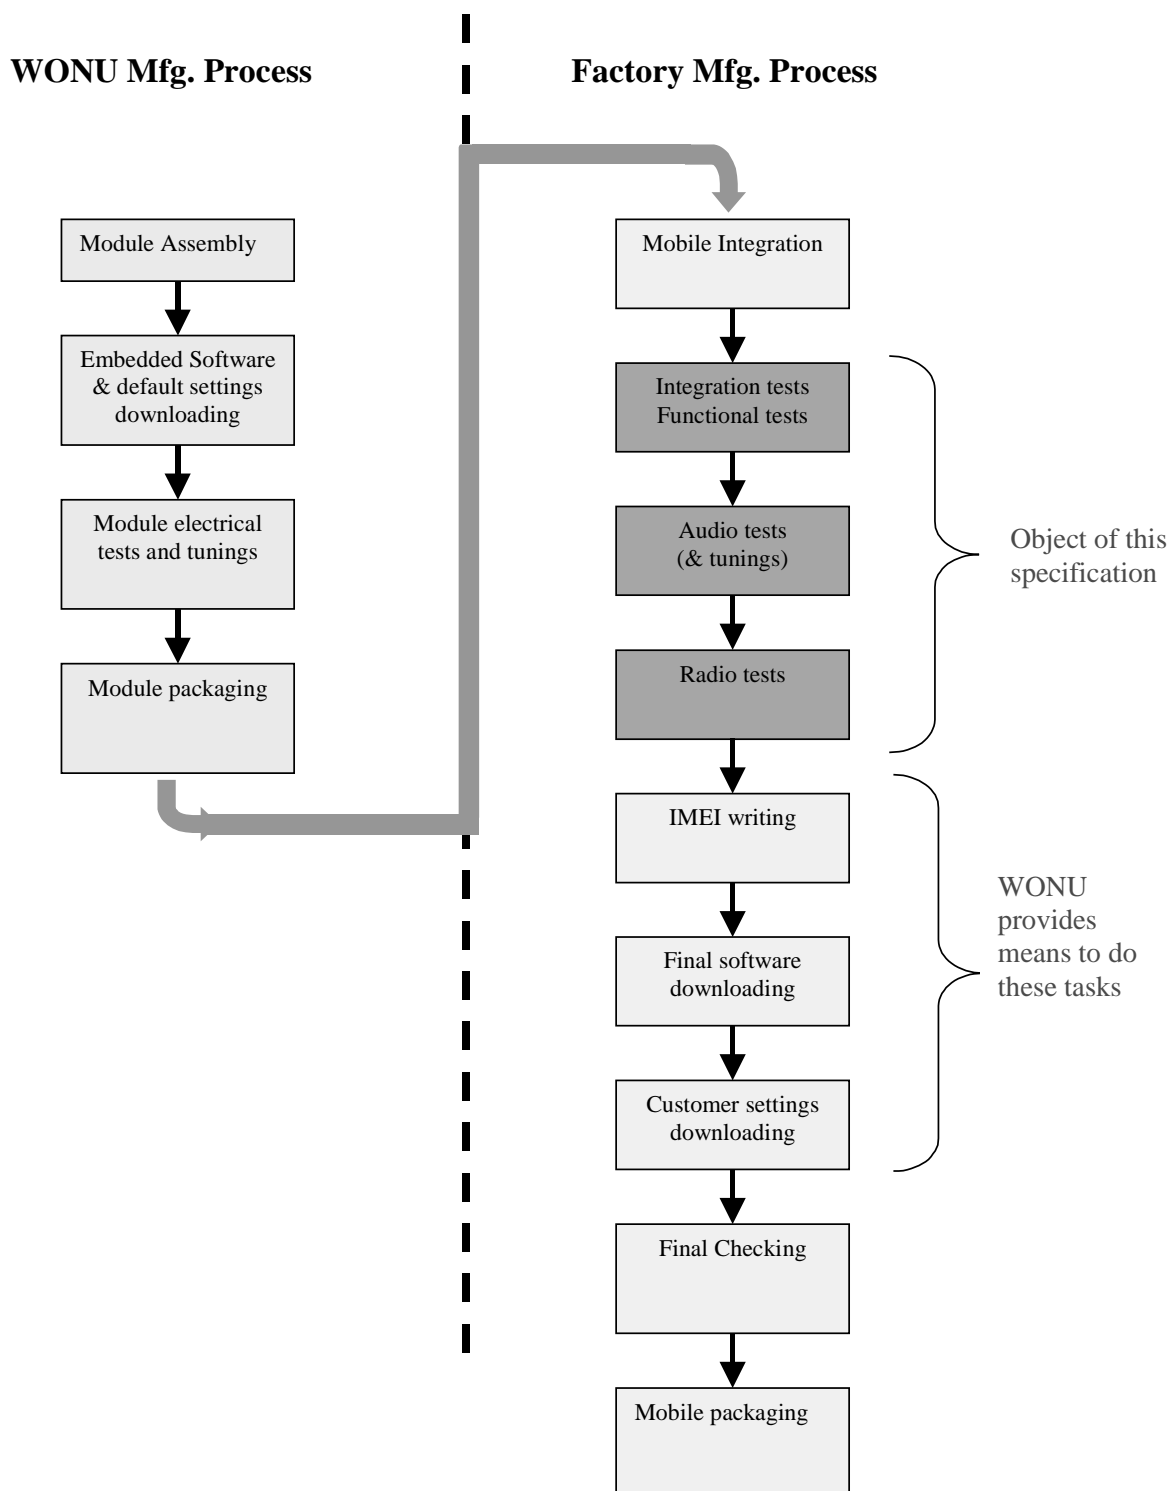 WONU Mfg. Process
Factory Mfg. Process
Module Assembly
Embedded Software
& default settings
downloading
Module electrical
tests and tunings
Module packaging
Mobile Integration
Integration tests
Functional tests
Audio tests
(& tunings)
Radio tests
Object of this
specification
IMEI writing
Final software
downloading
Customer settings
downloading
WONU
provides
means to do
these tasks
Final Checking
Mobile packaging